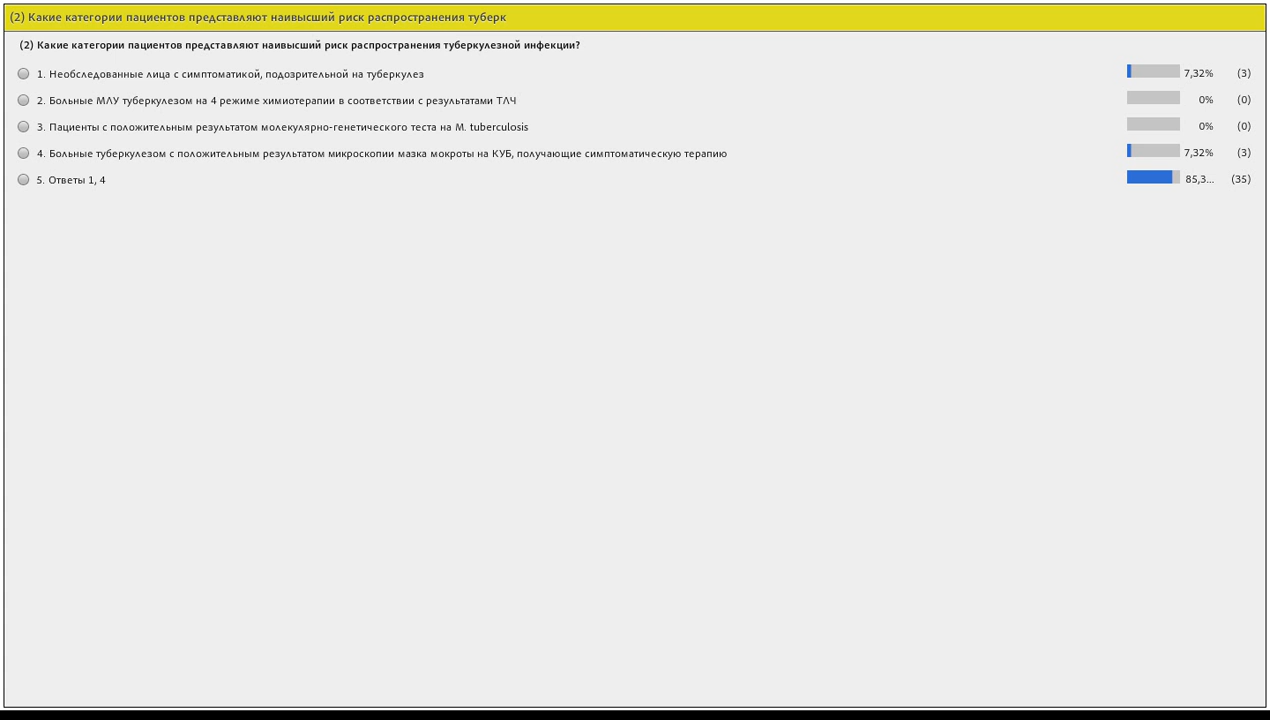 (2) Какие категории пациентов представляют наивысший риск распространения туберк
(2) Какие категории пациентов представляют наивысший риск распространения туберкулезной инфекции?
1. Необследованные лица с симптоматикой, подозрительной на туберкулез 7,32% (3)
2. Больные МЛУ туберкулезом на 4 режиме химиотерапии в соответствии с результатами ТЛЧ 0% (0)
3. Пациенты с положительным результатом молекулярно-генетического теста на M. tuberculosis 0% (0)
4. Больные туберкулезом с положительным результатом микроскопии мазка мокроты на КУБ, получающие симптоматическую терапию 7,32% (3)
5. Ответы 1, 4 85,3... (35)